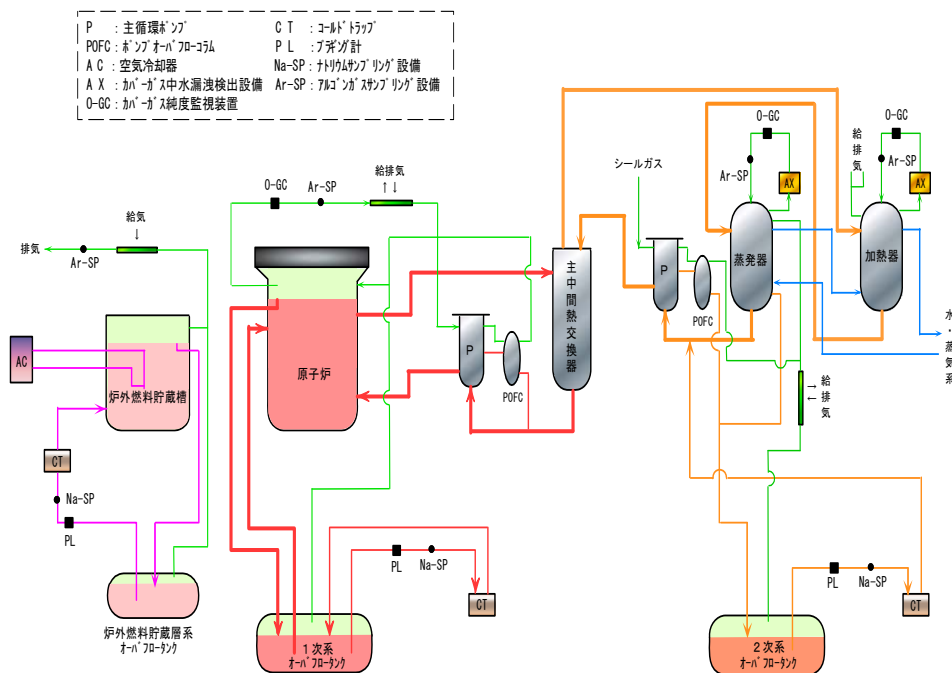 P : 主循環ポンプ
POFC : ポンプオーバフローコラム
A C : 空気冷却器
A X : カバーガス中水漏洩検出設備
O-GC : カバーガス純度監視装置
C T : コールドトラップ
P L : プラギング計
Na-SP : ナトリウムサンプリング設備
Ar-SP : アルゴンガスサンプリング設備
排気
Ar-SP
給気
↓
O-GC
Ar-SP
給排気
↑↓
シールガス
O-GC
Ar-SP
AX
給排気
O-GC
Ar-SP
AX
AC
炉外燃料貯蔵槽
原子炉
P
POFC
主中間熱交換器
P
POFC
蒸発器
加熱器
水・蒸気系
→
←
給排気
CT
Na-SP
PL
炉外燃料貯蔵層系
オーバフロータンク
PL
Na-SP
CT
1次系
オーバフロータンク
PL
Na-SP
CT
2次系
オーバフロータンク